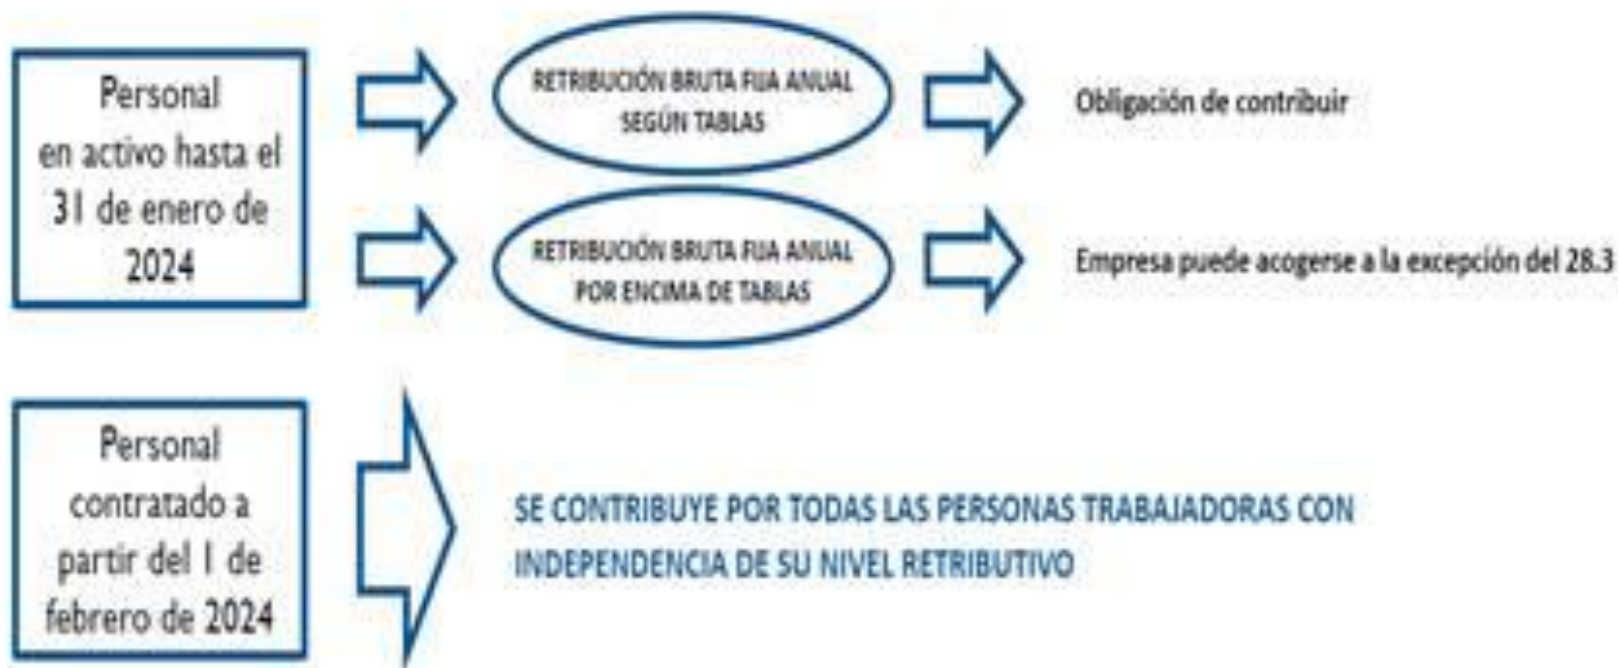 Personal
en activo hasta el
31 de enero de
2024
RETRIBUCIÓN BRUTA FIJA ANUAL
SEGÚN TABLAS
Obligación de contribuir
RETRIBUCIÓN BRUTA FIJA ANUAL
POR ENCIMA DE TABLAS
Empresa puede acogerse a la excepción del 28.3
Personal
contratado a
partir del 1 de
febrero de 2024
SE CONTRIBUYE POR TODAS LAS PERSONAS TRABAJADORAS CON
INDEPENDENCIA DE SU NIVEL RETRIBUTIVO